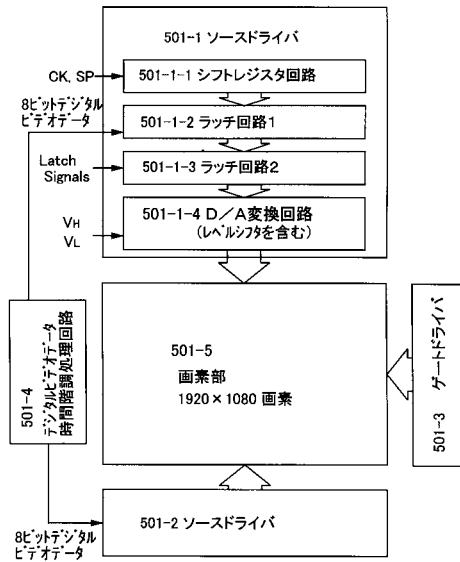 501-1 ソースドライバ
CK, SP
501-1-1 シフトレジスタ回路
8ビットデジタル
ビデオデータ
501-1-2 ラッチ回路1
Latch
Signals
501-1-3 ラッチ回路2
VH
VL
501-1-4 D/A変換回路
(レベルシフタを含む)
501-4
デジタルビデオデータ
時間階調処理回路
501-5
画素部
1920×1080 画素
501-3 ゲートドライバ
501-2 ソースドライバ
8ビットデジタル
ビデオデータ